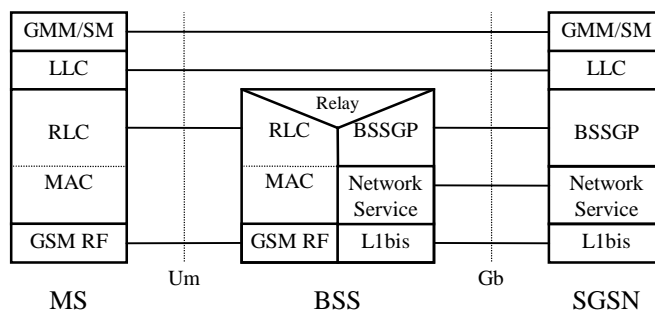 GMM/SM GMM/SM
LLC LLC
Relay
RLC RLC BSSGP BSSGP
MAC MAC Network Service Network Service
GSM RF GSM RF L1bis L1bis
Um Gb
MS BSS SGSN